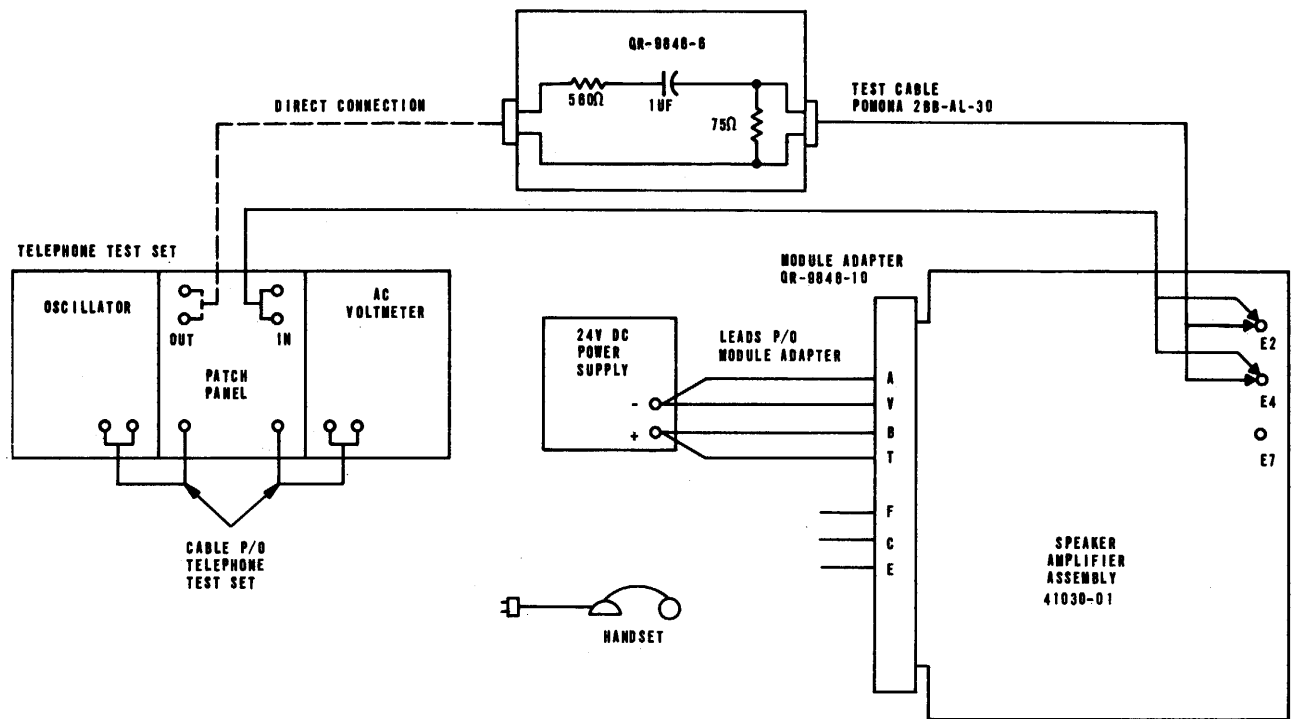 QR-9846-6
560Ω
1UF
75Ω
DIRECT CONNECTION
TEST CABLE
POMONA 2BB-AL-30
TELEPHONE TEST SET
OSCILLATOR
OUT
IN
PATCH
PANEL
AC
VOLTMETER
CABLE P/O
TELEPHONE
TEST SET
24V DC
POWER
SUPPLY
-
+
LEADS P/O
MODULE ADAPTER
MODULE ADAPTER
QR-9846-10
A
V
B
T
F
C
E
E2
E4
E7
SPEAKER
AMPLIFIER
ASSEMBLY
41030-01
HANDSET